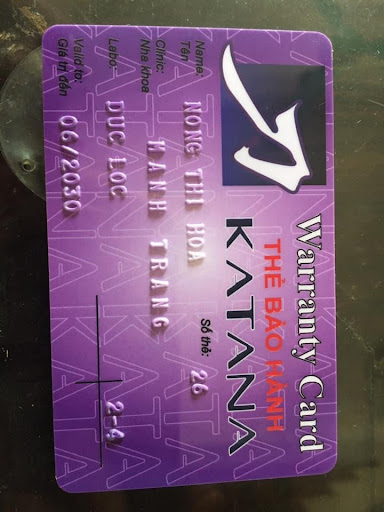 Warranty Card
THẺ BẢO HÀNH
KATANA
Số thẻ: 26
Name: NONG THI HOA
Tên
Clinic: MANH TRANG
Nha khoa
Labo: DUC LOC
Valid to: 06/2030
Giá trị đến
2-4